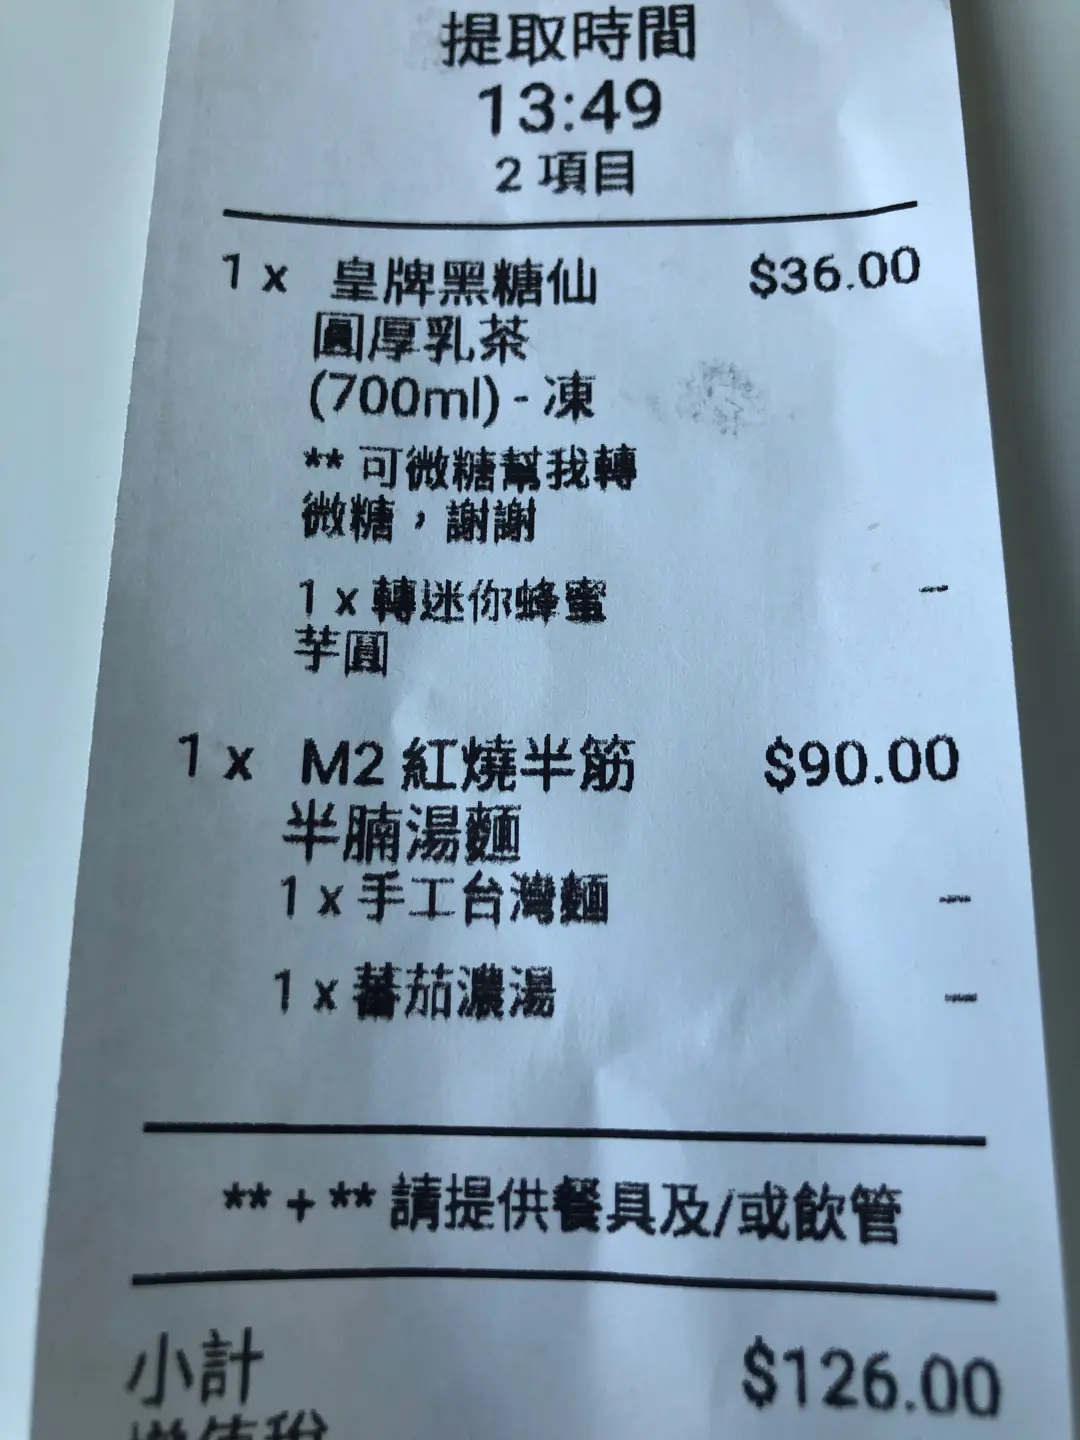 提取時間
13:49
2 項目
1 x 皇牌黑糖仙 $36.00
圓厚乳茶
(700ml) - 凍
** 可微糖幫我轉
微糖，謝謝
1 x 轉迷你蜂蜜 –
芋圓
1 x M2 紅燒半筋 $90.00
半腩湯麵
1 x 手工台灣麵 –
1 x 蕃茄濃湯 –
** + ** 請提供餐具及/或飲管
小計 $126.00
增值稅